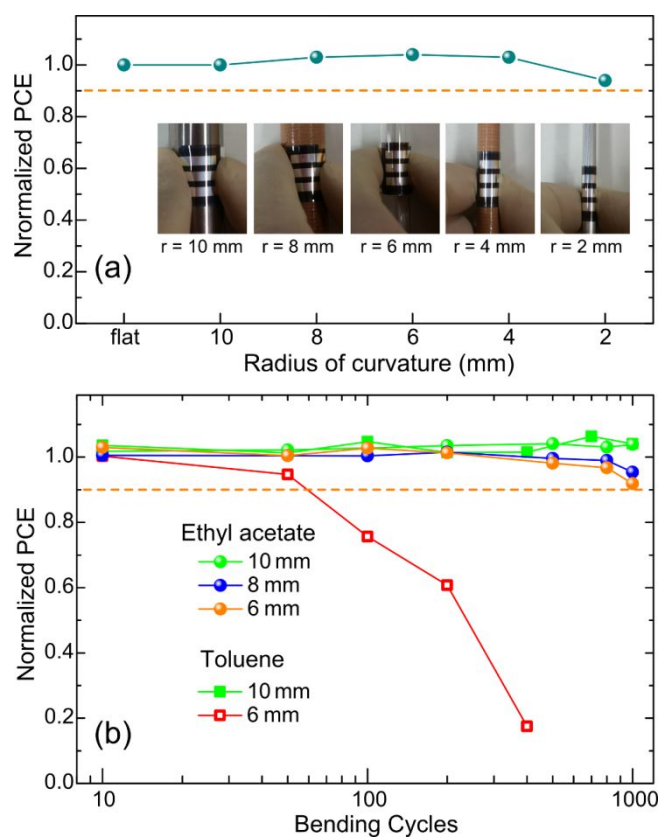 1.0
0.8
0.6
0.4
0.2
0.0
Nrormalized PCE
r = 10 mm r = 8 mm r = 6 mm r = 4 mm r = 2 mm
(a)
flat 10 8 6 4 2
Radius of curvature (mm)
1.0
0.8
0.6
0.4
0.2
0.0
Normalized PCE
Ethyl acetate
10 mm
8 mm
6 mm
Toluene
10 mm
6 mm
(b)
10 100 1000
Bending Cycles